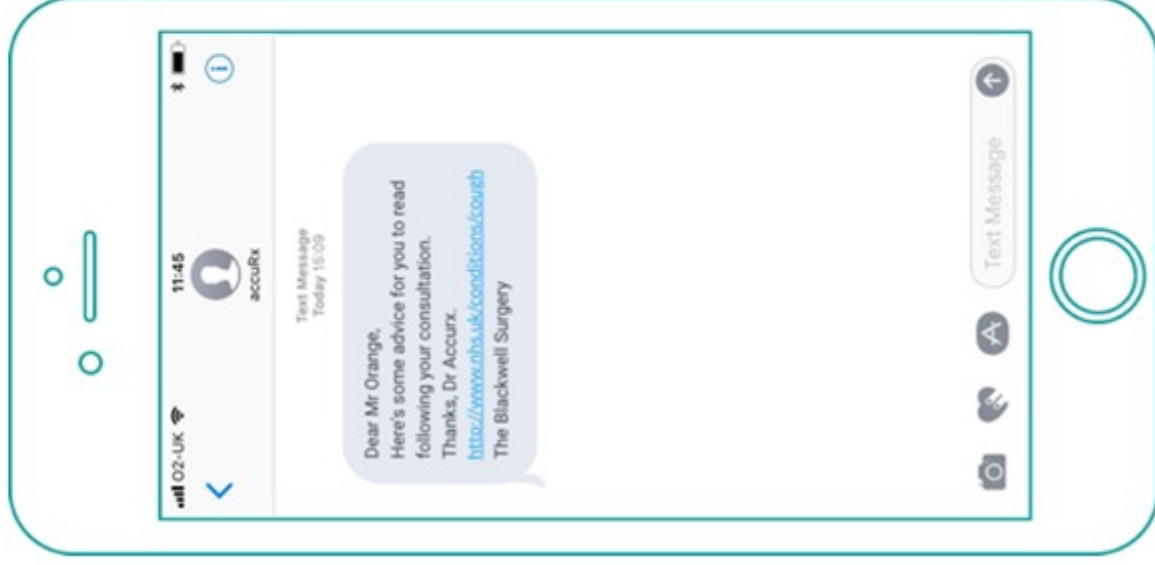 O2-UK 11:45
accuRx
Text Message
Today 15:09
Dear Mr Orange,
Here's some advice for you to read
following your consultation.
Thanks, Dr Accurx.
http://www.nhs.uk/conditions/cough
The Blackwell Surgery
Text Message